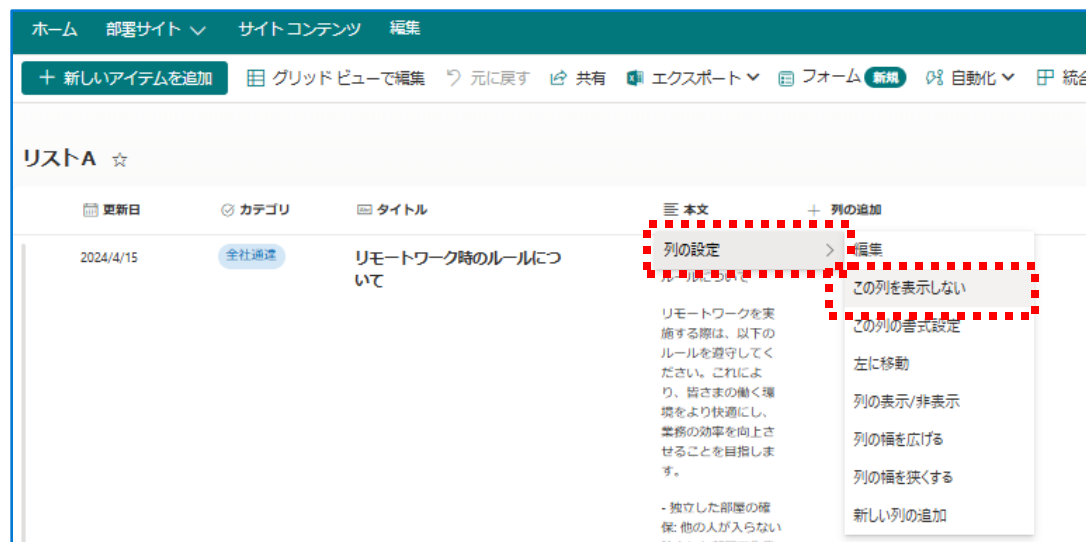 ホーム 部署サイト サイト コンテンツ 編集
新しいアイテムを追加 グリッド ビューで編集 元に戻す 共有 エクスポート フォーム 新規 自動化 統合
リストA
更新日 カテゴリ タイトル 本文 列の追加
列の設定
編集
この列を表示しない
この列の書式設定
左に移動
列の表示/非表示
列の幅を広げる
列の幅を狭くする
新しい列の追加
2024/4/15 全社通達 リモートワーク時のルールにつ
いて
ルールについて
リモートワークを実
施する際は、以下の
ルールを遵守してく
ださい。これによ
り、皆さまの働く環
境をより快適にし、
業務の効率を向上さ
せることを目指しま
す。
- 独立した部屋の確
保: 他の人が入らない